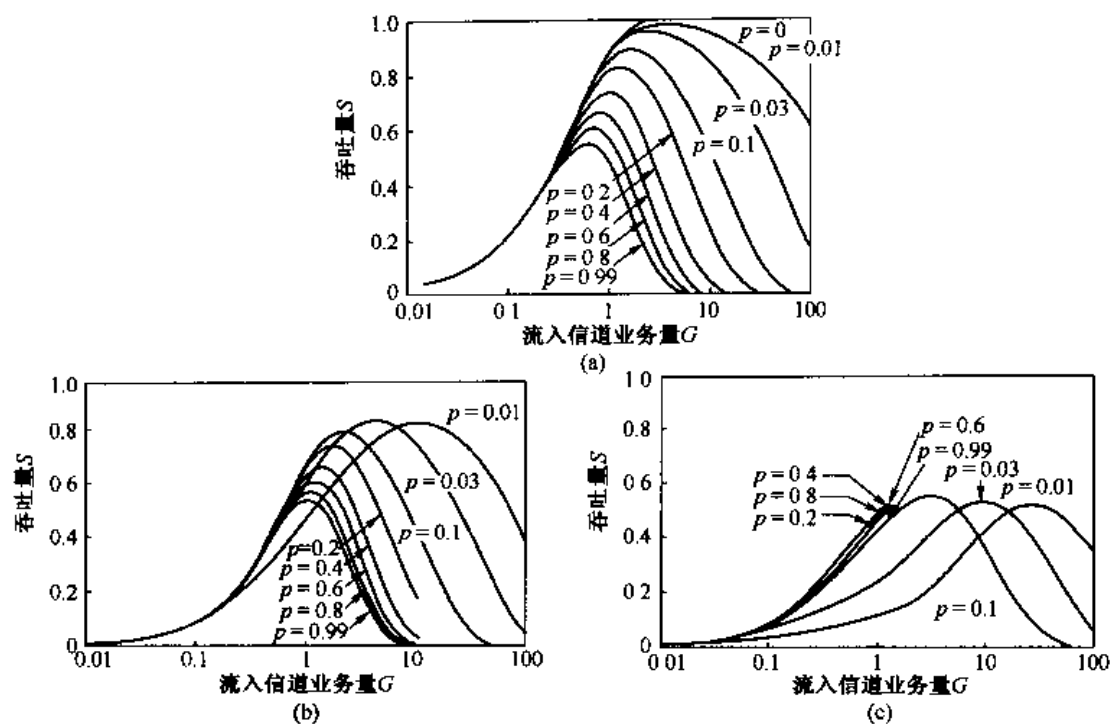 1.0
0.8
0.6
0.4
0.2
0
吞吐量S
p = 0
p = 0.01
p = 0.03
p = 0.1
p = 0 2
p = 0 4
p = 0 6
p = 0 8
p = 0 99
0.01 0.1 1 10 100
流入信道业务量G
(a)
1.0
0.8
0.6
0.4
0.2
0
吞吐量S
p = 0.01
p = 0.03
p = 0.1
p = 0.2
p = 0.4
p = 0.6
p = 0.8
p = 0.99
0.01 0.1 1 10 100
流入信道业务量G
(b)
1.0
0.8
0.6
0.4
0.2
0
吞吐量S
p = 0.6
p = 0.99
p = 0 4
p = 0 8
p = 0.2
p = 0.03
p = 0.01
p = 0.1
0.01 0.1 1 10 100
流入信道业务量G
(c)